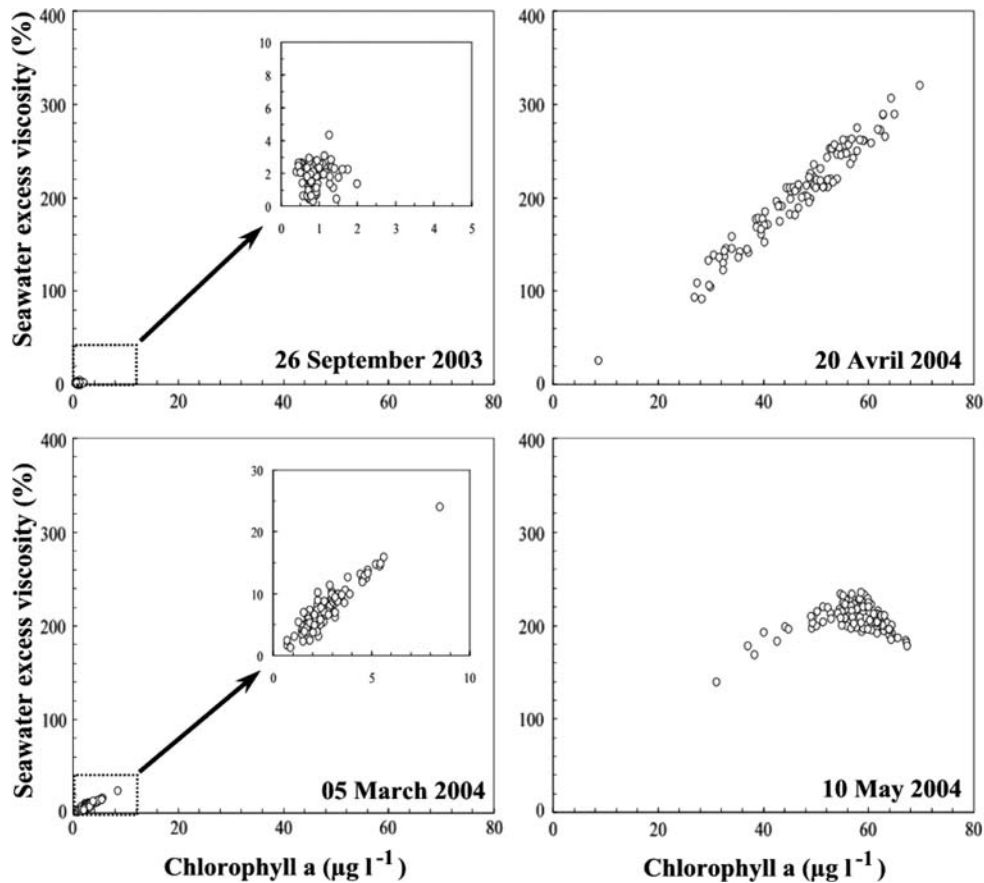 Seawater excess viscosity (%)
400
300
200
100
0
0 20 40 60 80
10
8
6
4
2
0
0 1 2 3 4 5
26 September 2003
400
300
200
100
0
0 20 40 60 80
20 Avril 2004
Seawater excess viscosity (%)
400
300
200
100
0
0 20 40 60 80
30
20
10
0
0 5 10
05 March 2004
Chlorophyll a (µg l⁻¹)
400
300
200
100
0
0 20 40 60 80
10 May 2004
Chlorophyll a (µg l⁻¹)